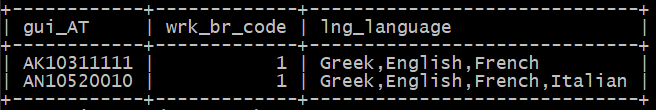 +------------+-------------+-------------------------------+
| gui_AT | wrk_br_code | lng_language |
+------------+-------------+-------------------------------+
| AK10311111 | 1 | Greek,English,French |
| AN10520010 | 1 | Greek,English,French,Italian |
+------------+-------------+-------------------------------+